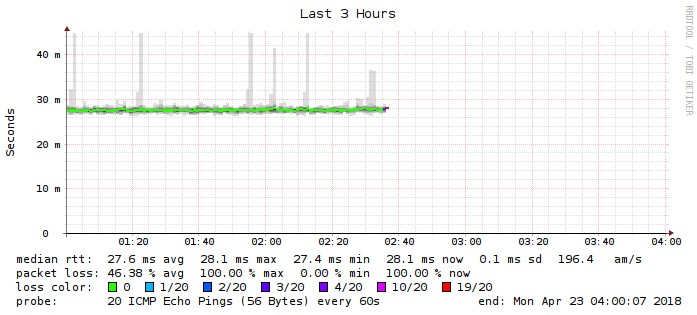 Last 3 Hours
RRDTOOL / TOBI OETIKER
Seconds
40 m
30 m
20 m
10 m
0
01:20 01:40 02:00 02:20 02:40 03:00 03:20 03:40 04:00
median rtt: 27.6 ms avg 28.1 ms max 27.4 ms min 28.1 ms now 0.1 ms sd 196.4 am/s
packet loss: 46.38 % avg 100.00 % max 0.00 % min 100.00 % now
loss color: 0 1/20 2/20 3/20 4/20 10/20 19/20
probe: 20 ICMP Echo Pings (56 Bytes) every 60s end: Mon Apr 23 04:00:07 2018